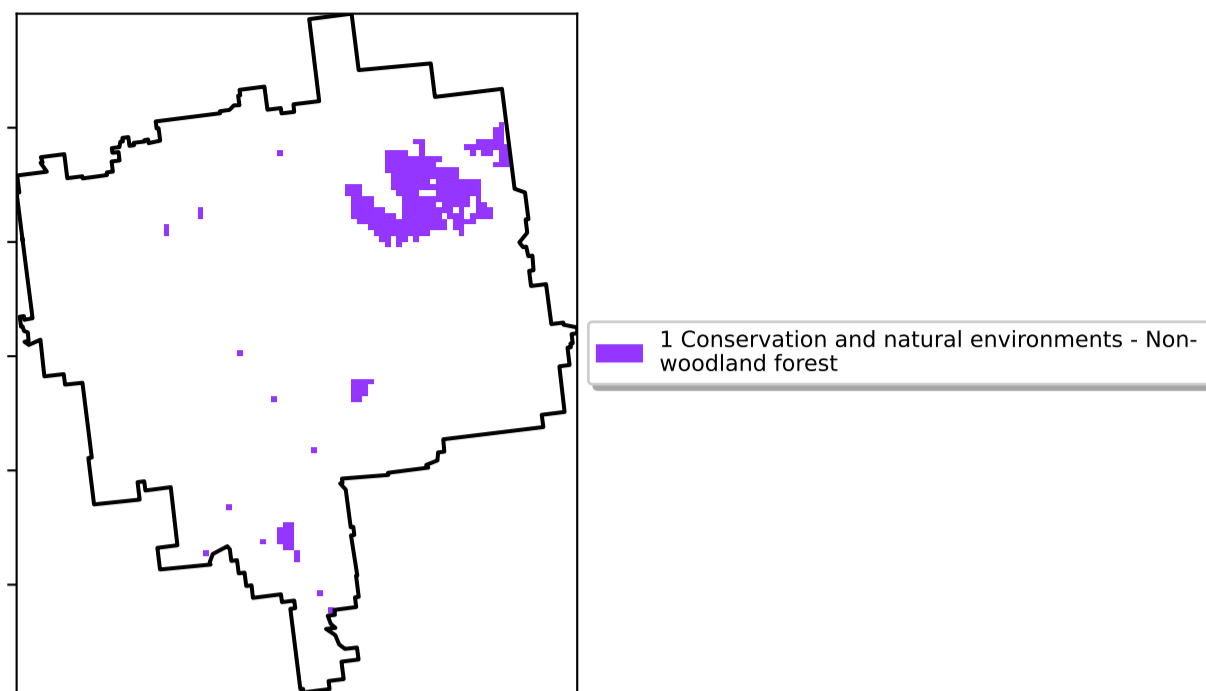 1 Conservation and natural environments - Non-
woodland forest